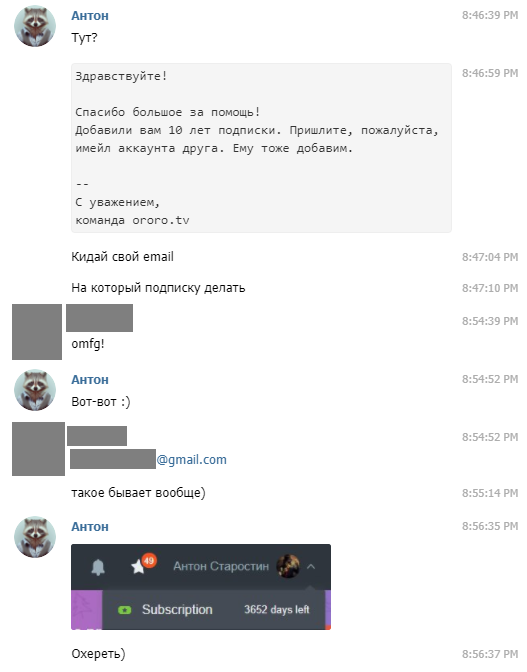 Антон 8:46:39 PM
Тут?
Здравствуйте! 8:46:59 PM
Спасибо большое за помощь!
Добавили вам 10 лет подписки. Пришлите, пожалуйста,
имейл аккаунта друга. Ему тоже добавим.
--
С уважением,
команда ororo.tv
Кидай свой email 8:47:04 PM
На который подписку делать 8:47:10 PM
8:54:39 PM
omfg!
Антон 8:54:52 PM
Вот-вот :)
8:54:52 PM
@gmail.com
такое бывает вообще) 8:55:14 PM
Антон 8:56:35 PM
49 Антон Старостин
Subscription 3652 days left
Охереть) 8:56:37 PM